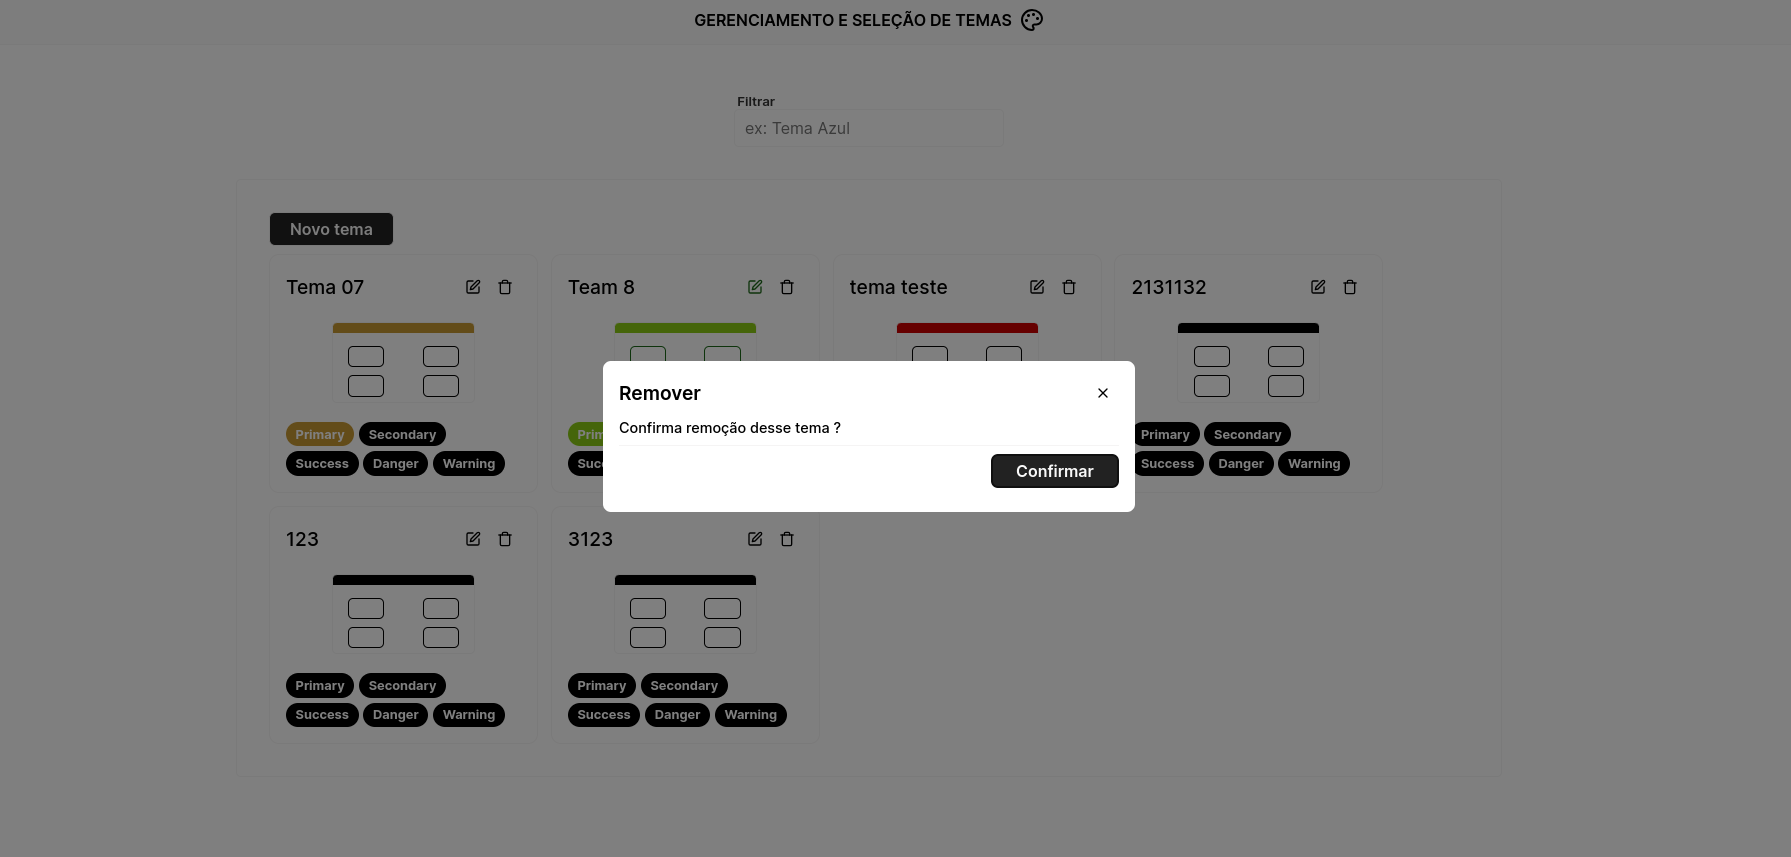 GERENCIAMENTO E SELEÇÃO DE TEMAS
Filtrar
ex: Tema Azul
Novo tema
Tema 07
Primary Secondary
Success Danger Warning
Team 8
tema teste
2131132
Primary Secondary
Success Danger Warning
Remover
Confirma remoção desse tema ?
Confirmar
123
Primary Secondary
Success Danger Warning
3123
Primary Secondary
Success Danger Warning